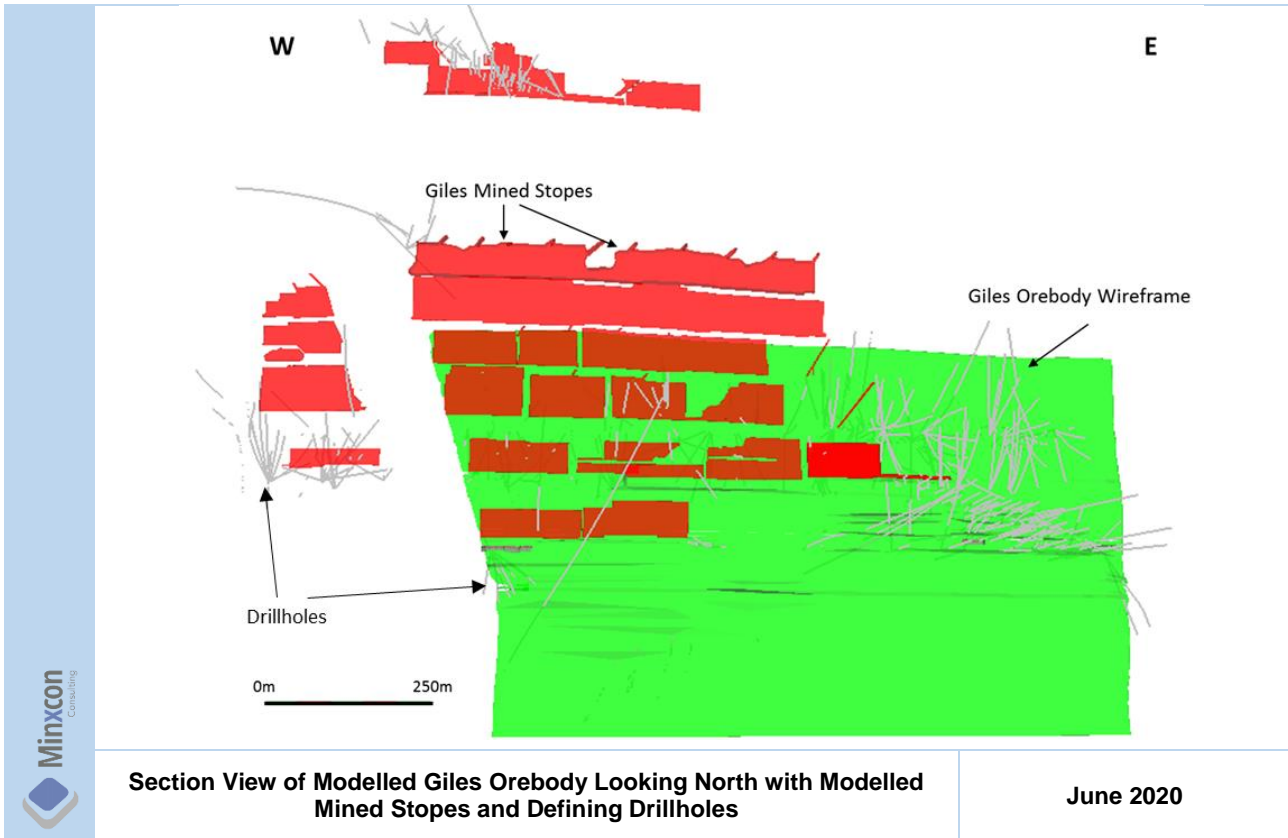 W
E
Giles Mined Stopes
Giles Orebody Wireframe
Drillholes
0m
250m
Minxcon
Consulting
Section View of Modelled Giles Orebody Looking North with Modelled
Mined Stopes and Defining Drillholes
June 2020